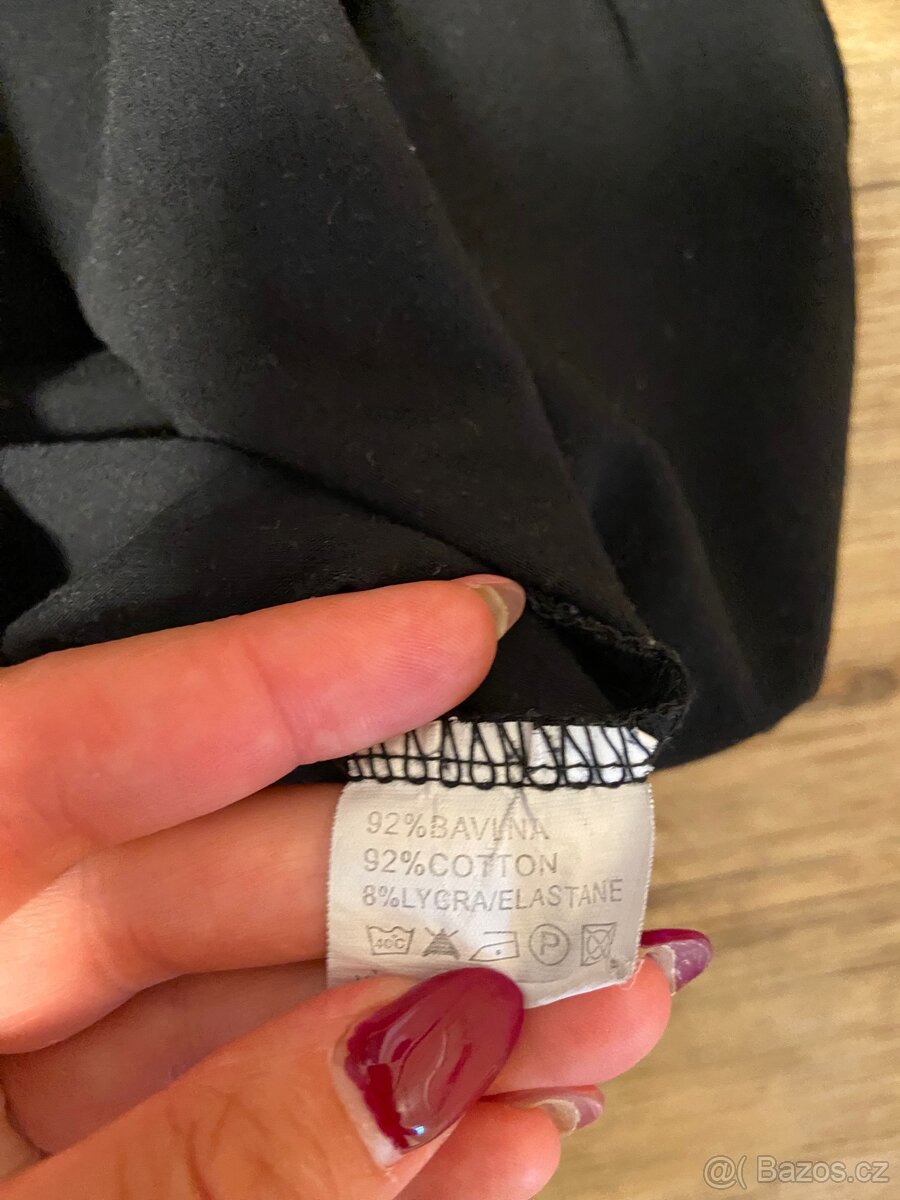 92%BAVLNA
92%COTTON
8%LYCRA/ELASTANE
40°C P
@( Bazos.cz